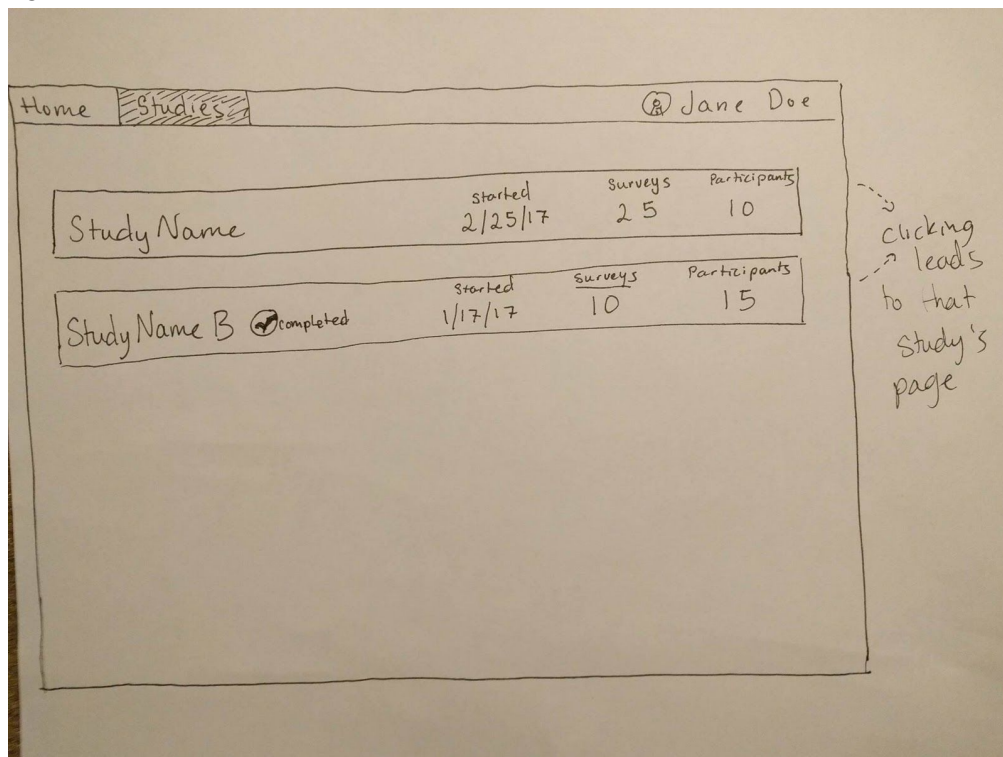 Home Studies Jane Doe
Started Surveys Participants
Study Name 2/25/17 25 10
Started Surveys Participants
Study Name B completed 1/17/17 10 15
clicking
leads
to that
Study's
page